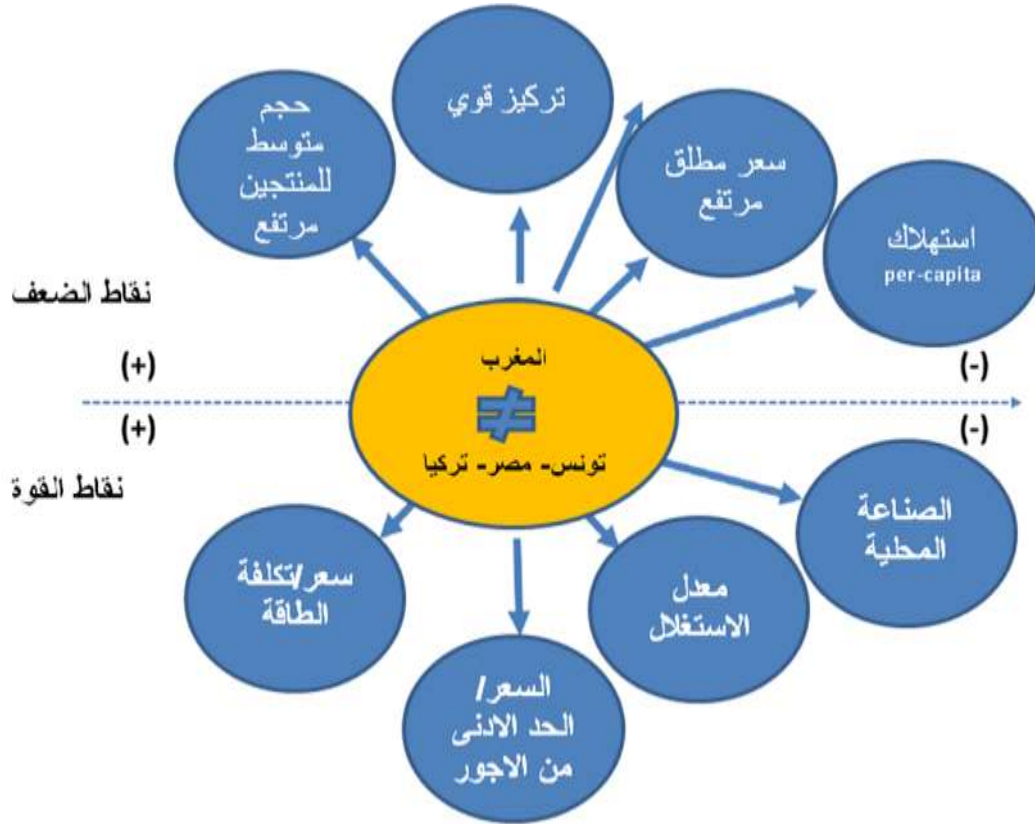 تركيز قوي
حجم
متوسط
للمنتجين
مرتفع
سعر مطلق
مرتفع
استهلاك
per-capita
نقاط الضعف
(+)
(-)
المغرب
≠
تونس- مصر- تركيا
(+)
(-)
نقاط القوة
الصناعة
المحلية
سعر/تكلفة
الطاقة
معدل
الاستغلال
السعر/
الحد الادنى
من الاجور